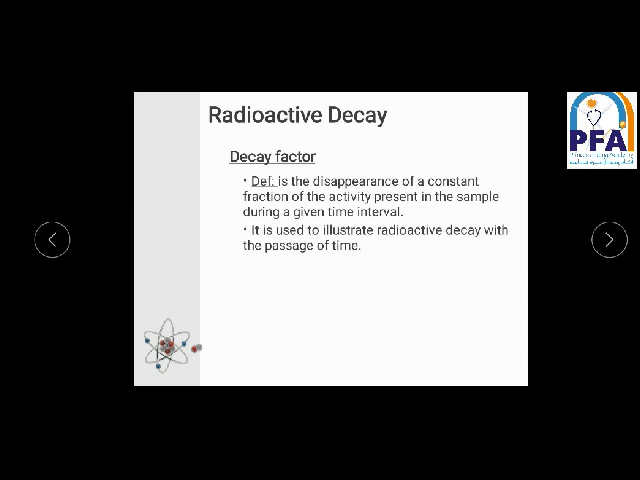 Radioactive Decay
Decay factor
• Def: is the disappearance of a constant
fraction of the activity present in the sample
during a given time interval.
• It is used to illustrate radioactive decay with
the passage of time.
PFA